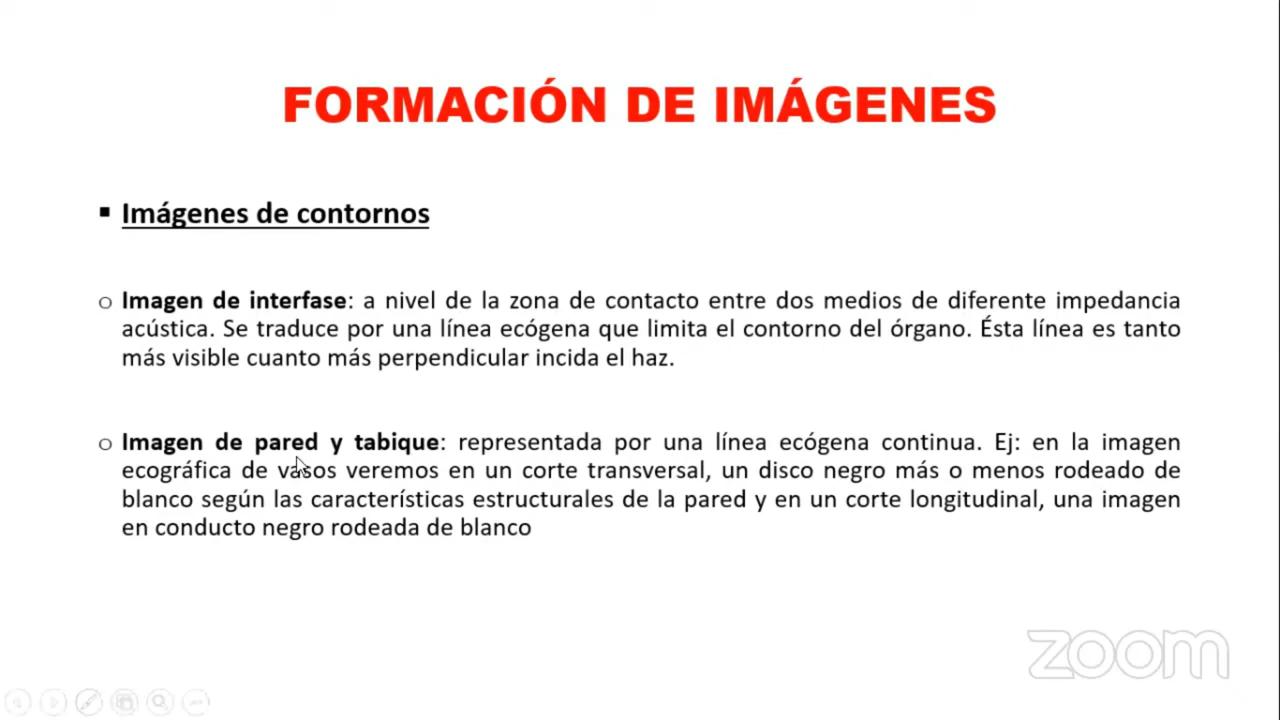 FORMACIÓN DE IMÁGENES
▪ Imágenes de contornos
o Imagen de interfase: a nivel de la zona de contacto entre dos medios de diferente impedancia
acústica. Se traduce por una línea ecógena que limita el contorno del órgano. Ésta línea es tanto
más visible cuanto más perpendicular incida el haz.
o Imagen de pared y tabique: representada por una línea ecógena continua. Ej: en la imagen
ecográfica de vasos veremos en un corte transversal, un disco negro más o menos rodeado de
blanco según las características estructurales de la pared y en un corte longitudinal, una imagen
en conducto negro rodeada de blanco
zoom